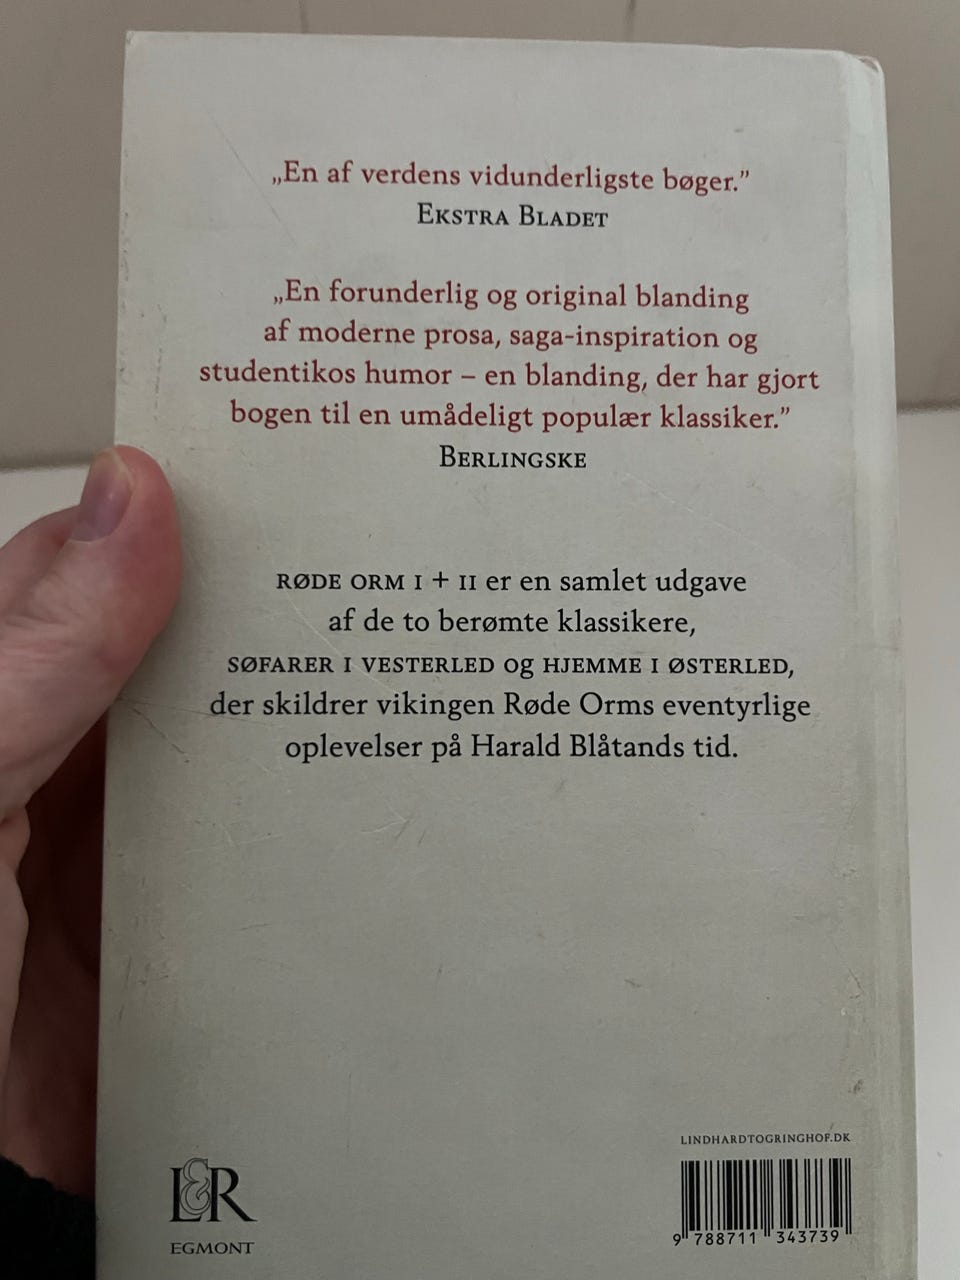 „En af verdens vidunderligste bøger.”
EKSTRA BLADET
„En forunderlig og original blanding
af moderne prosa, saga-inspiration og
studentikos humor – en blanding, der har gjort
bogen til en umådeligt populær klassiker.”
BERLINGSKE
RØDE ORM I + II er en samlet udgave
af de to berømte klassikere,
SØFARER I VESTERLED og HJEMME I ØSTERLED,
der skildrer vikingen Røde Orms eventyrlige
oplevelser på Harald Blåtands tid.
LINDHARDTOGRINGHOF.DK
L&R
EGMONT
9 788711 343739